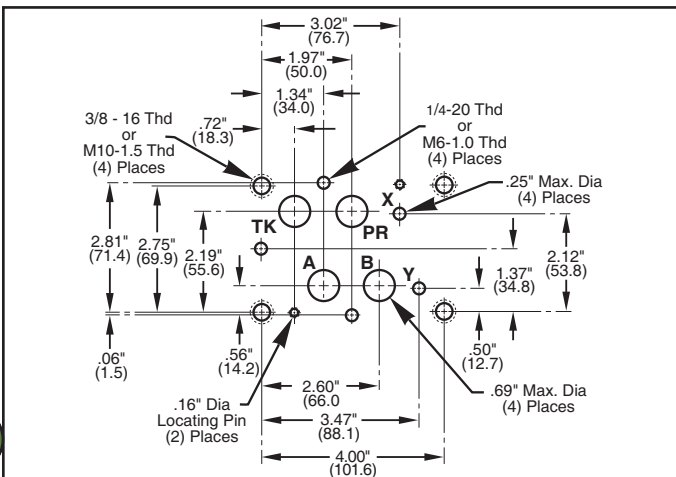 3.02"
(76.7)
1.97"
(50.0)
1.34"
(34.0)
.72"
(18.3)
3/8 - 16 Thd
or
M10-1.5 Thd
(4) Places
1/4-20 Thd
or
M6-1.0 Thd
(4) Places
.25" Max. Dia
(4) Places
X
TK
PR
A
B
Y
2.81"
(71.4)
2.75"
(69.9)
2.19"
(55.6)
1.37"
(34.8)
2.12"
(53.8)
.06"
(1.5)
.56"
(14.2)
.50"
(12.7)
.16" Dia
Locating Pin
(2) Places
2.60"
(66.0
3.47"
(88.1)
4.00"
(101.6)
.69" Max. Dia
(4) Places